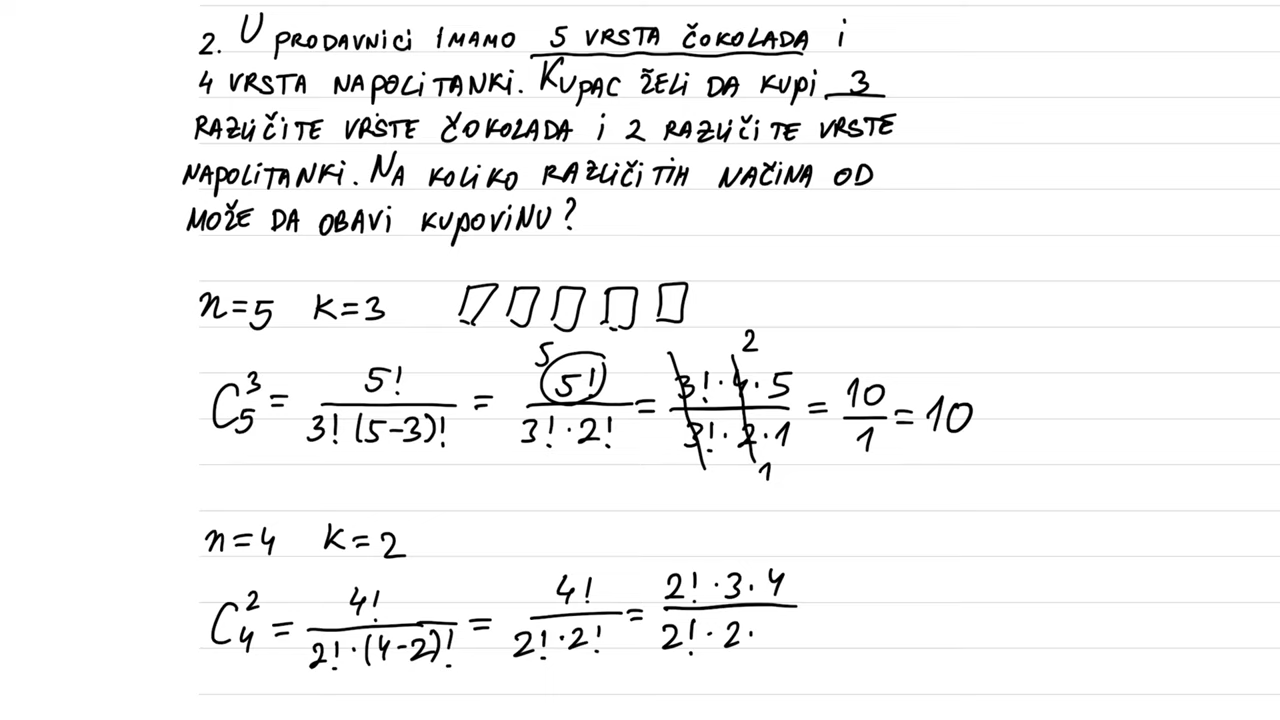 2. U PRODAVNICI IMAMO 5 VRSTA ČOKOLADA I
4 VRSTA NAPOLITANKI. KUPAC ŽELI DA KUPI 3
RAZLIČITE VRSTE ČOKOLADA I 2 RAZLIČITE VRSTE
NAPOLITANKI. NA KOLIKO RAZLIČITIH NAČINA OD
MOŽE DA OBAVI KUPOVINU?
n=5 k=3
C₅³ = 5! / 3!(5-3)! = 5 5! / 3!·2! = 3!·4·5 / 3!·2·1 = 10/1 = 10
2
1
n=4 k=2
C₄² = 4! / 2!·(4-2)! = 4! / 2!·2! = 2!·3·4 / 2!·2·